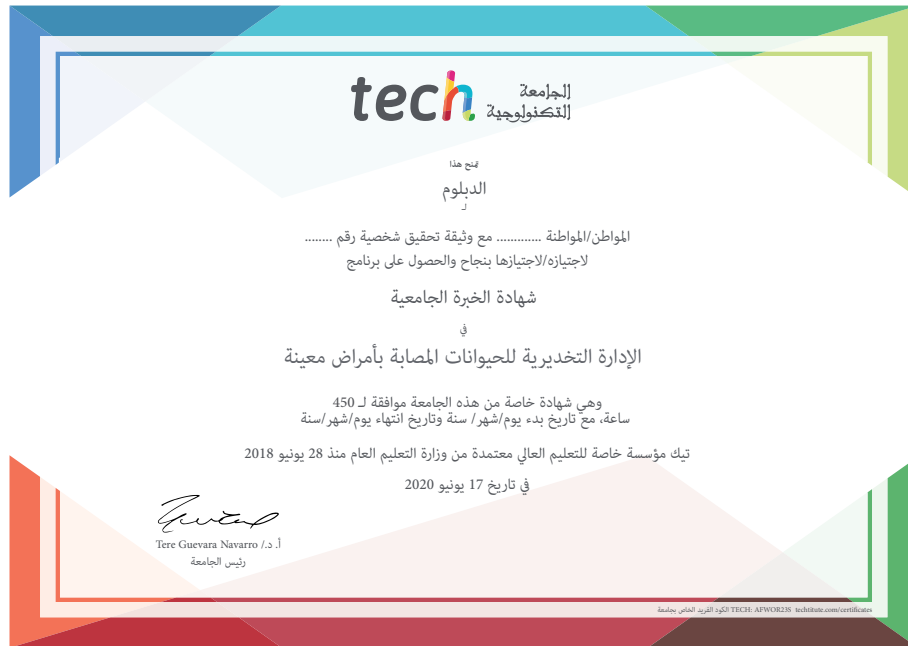 tech الجامعة
التكنولوجية
يمنح هذا
الدبلوم
لـ
المواطن/المواطنة ............. مع وثيقة تحقيق شخصية رقم ........
لاجتيازه/لاجتيازها بنجاح والحصول على برنامج
شهادة الخبرة الجامعية
في
الإدارة التخديرية للحيوانات المصابة بأمراض معينة
وهي شهادة خاصة من هذه الجامعة موافقة لـ 450
ساعة، مع تاريخ بدء يوم/شهر/ سنة وتاريخ انتهاء يوم/شهر/سنة
تيك مؤسسة خاصة للتعليم العالي معتمدة من وزارة التعليم العام منذ 28 يونيو 2018
في تاريخ 17 يونيو 2020
أ. د./ Tere Guevara Navarro
رئيس الجامعة
الكود الفريد الخاص بجامعة TECH: AFWOR23S techtitute.com/certificates